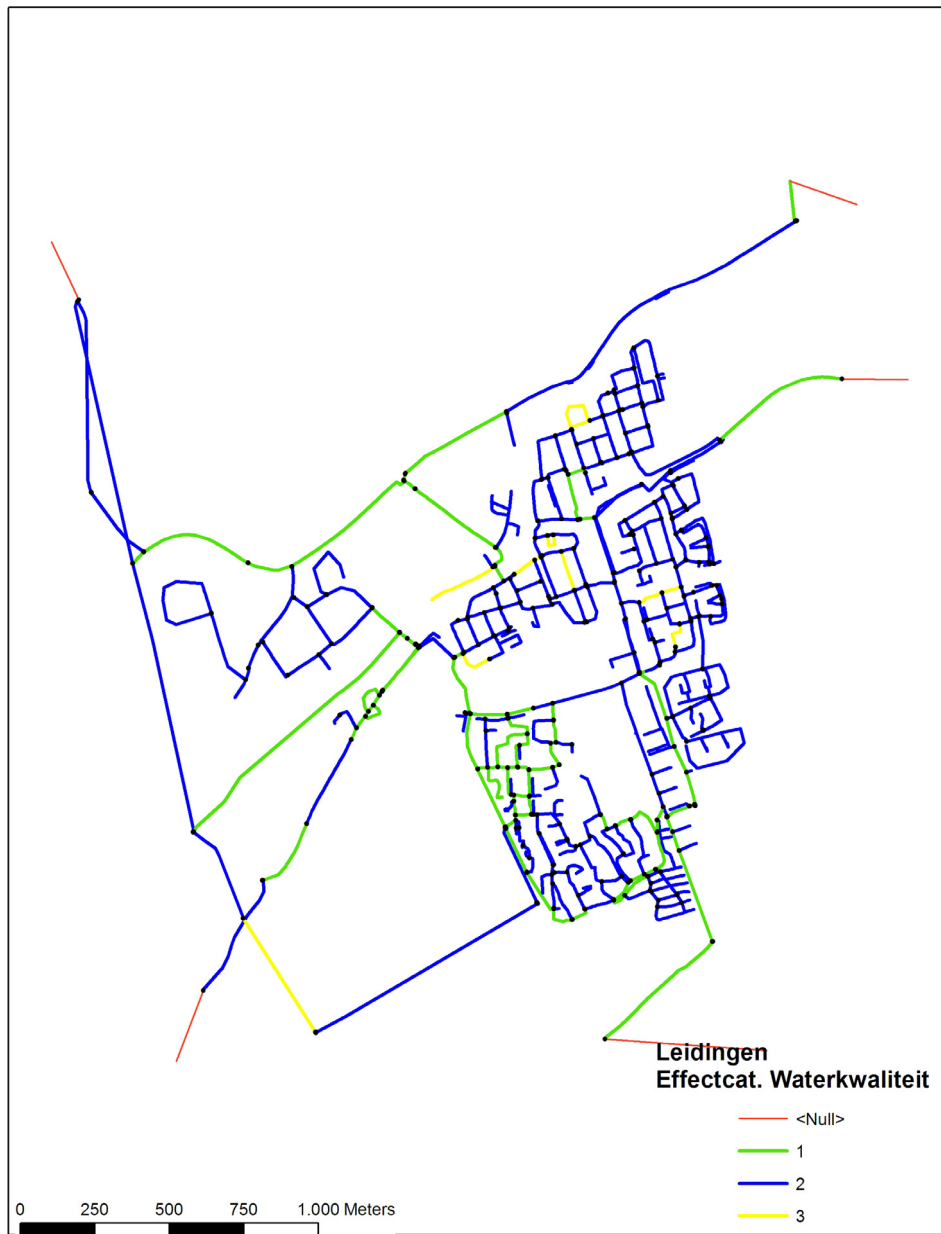 Leidingen
Effectcat. Waterkwaliteit
<Null>
1
2
3
0 250 500 750 1.000 Meters